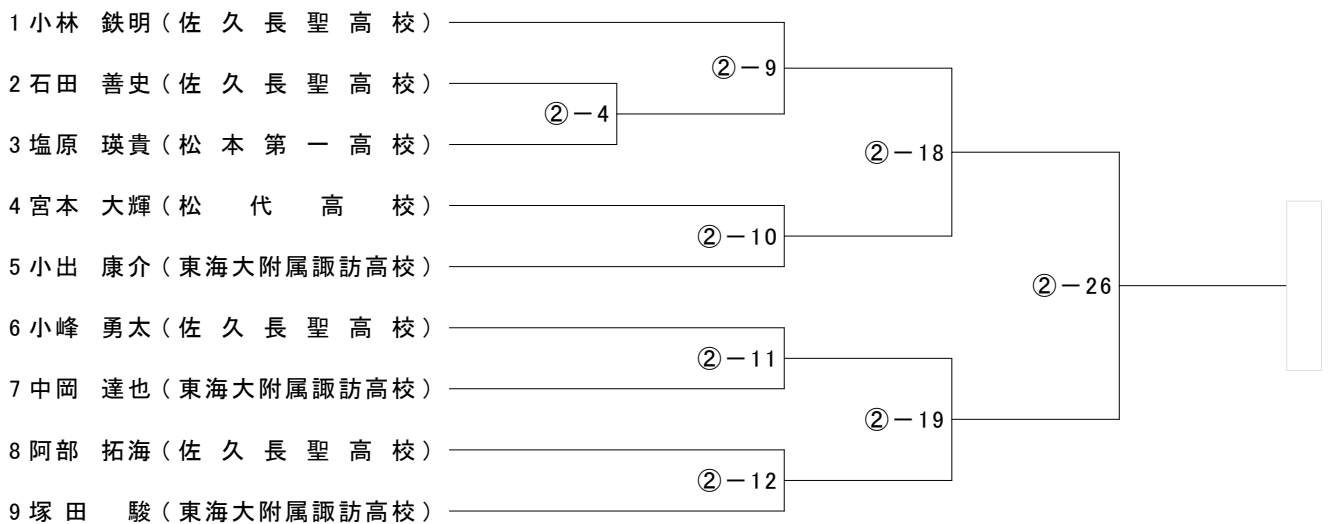 1 小林 鉄明(佐久長聖高校)
②-9
2 石田 善史(佐久長聖高校)
②-4
3 塩原 瑛貴(松本第一高校)
②-18
4 宮本 大輝(松代高校)
②-10
5 小出 康介(東海大附属諏訪高校)
②-26
6 小峰 勇太(佐久長聖高校)
②-11
7 中岡 達也(東海大附属諏訪高校)
②-19
8 阿部 拓海(佐久長聖高校)
②-12
9 塚田 駿(東海大附属諏訪高校)